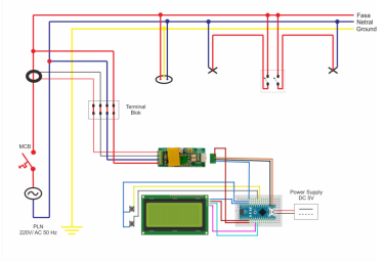 Fasa
Netral
Ground
Terminal
Blok
MCB
Power Supply
DC 5V
PLN
220V/ AC 50 Hz